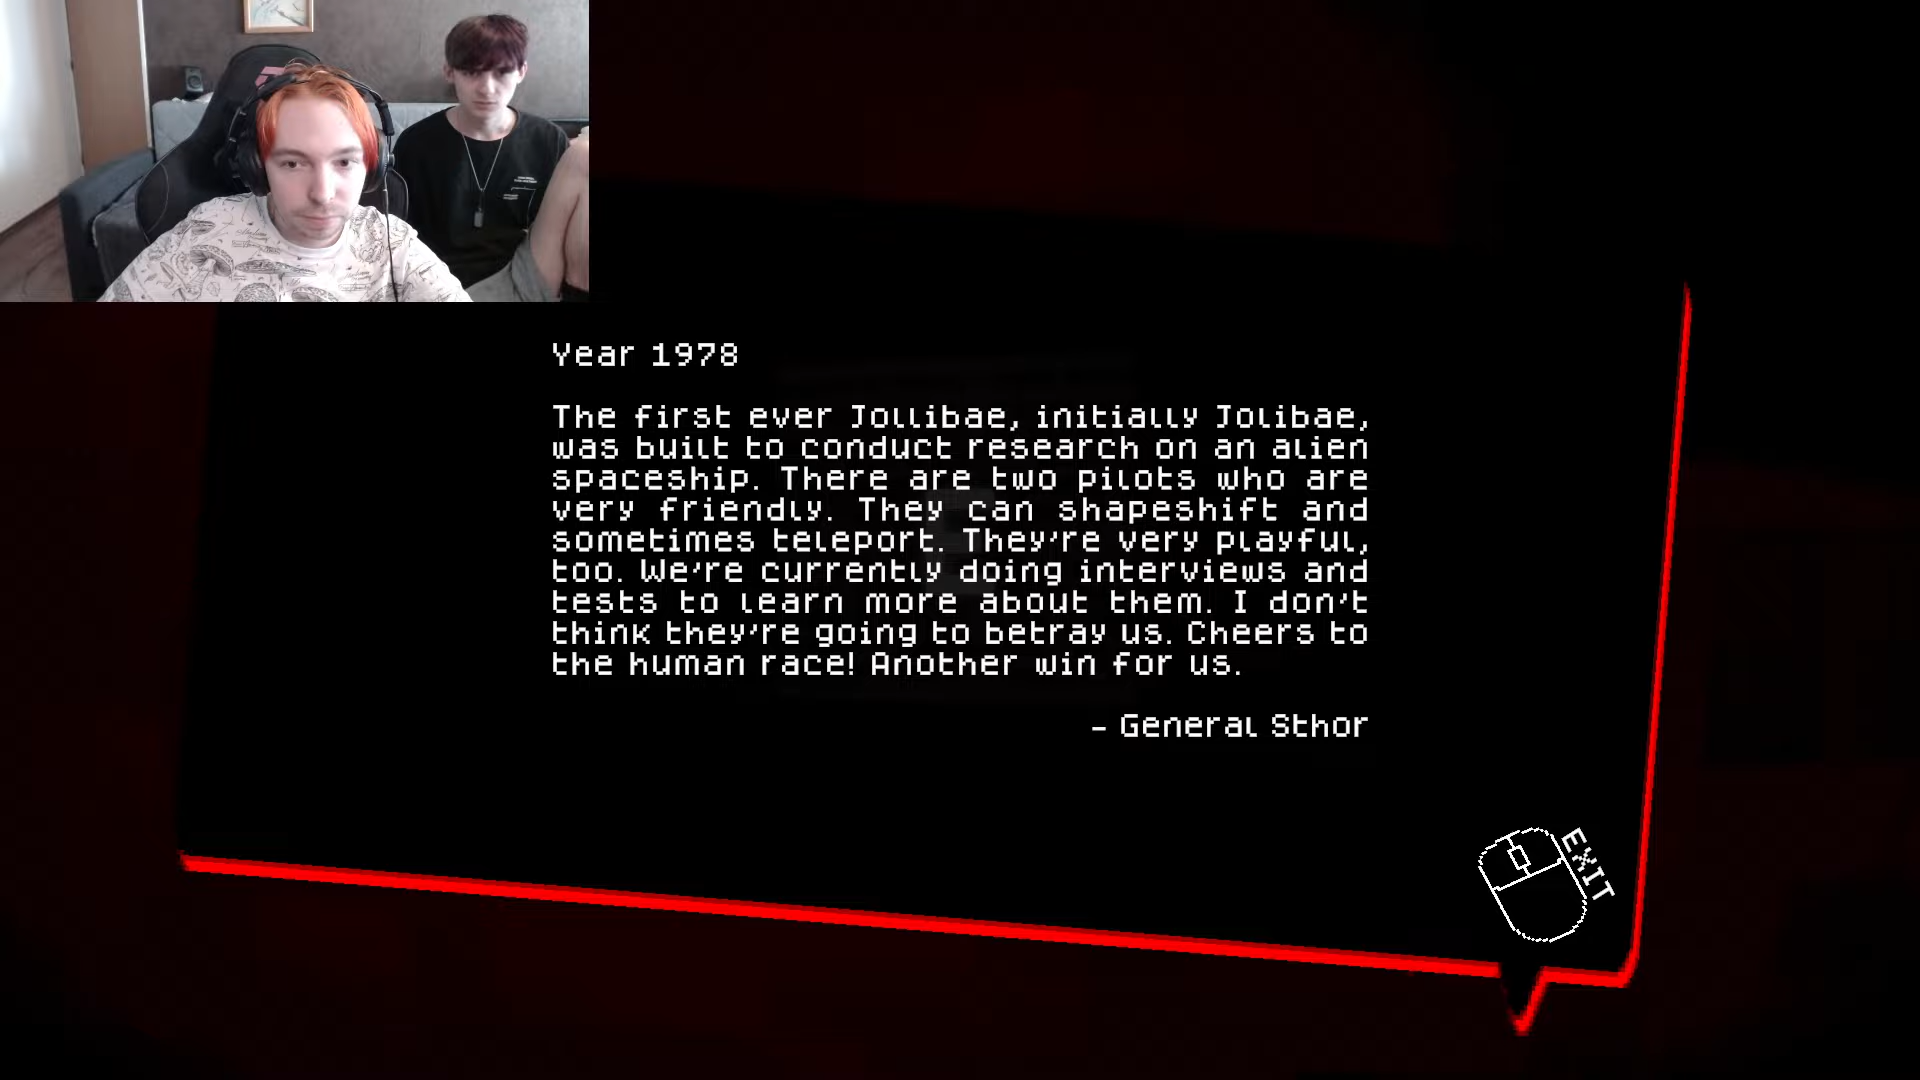 Year 1978
The first ever Jollibae, initially Jolibae,
was built to conduct research on an alien
spaceship. There are two pilots who are
very friendly. They can shapeshift and
sometimes teleport. They're very playful,
too. We're currently doing interviews and
tests to learn more about them. I don't
think they're going to betray us. Cheers to
the human race! Another win for us.
- General Sthor
EXIT